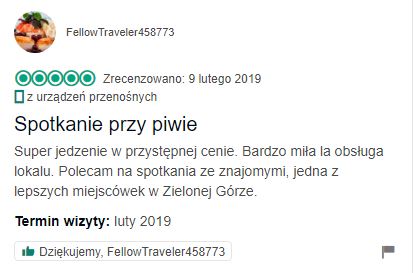 FellowTraveler458773
Zrecenzowano: 9 lutego 2019
z urządzeń przenośnych
Spotkanie przy piwie
Super jedzenie w przystępnej cenie. Bardzo miła la obsługa
lokalu. Polecam na spotkania ze znajomymi, jedna z
lepszych miejscówek w Zielonej Górze.
Termin wizyty: luty 2019
Dziękujemy, FellowTraveler458773